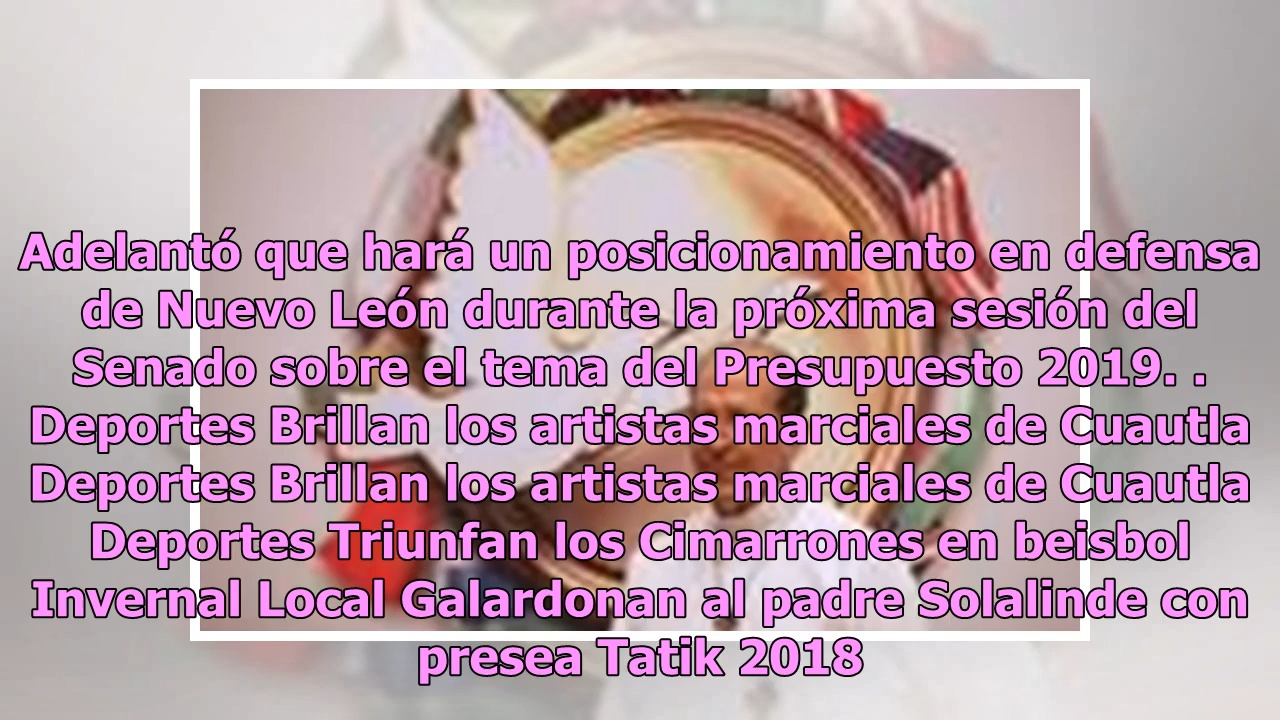 Adelantó que hará un posicionamiento en defensa
de Nuevo León durante la próxima sesión del
Senado sobre el tema del Presupuesto 2019. .
Deportes Brillan los artistas marciales de Cuautla
Deportes Brillan los artistas marciales de Cuautla
Deportes Triunfan los Cimarrones en beisbol
Invernal Local Galardonan al padre Solalinde con
presea Tatik 2018